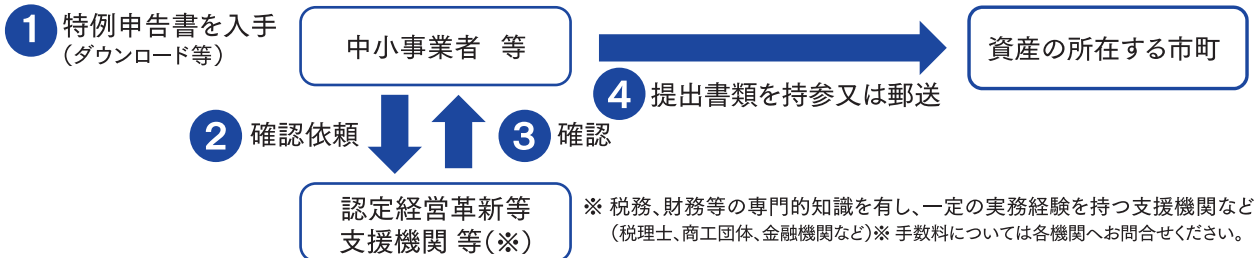 1 特例申告書を入手
（ダウンロード等）
中小事業者 等
資産の所在する市町
4 提出書類を持参又は郵送
2 確認依頼
3 確認
認定経営革新等
支援機関 等（※）
※ 税務、財務等の専門的知識を有し、一定の実務経験を持つ支援機関など
（税理士、商工団体、金融機関など）※ 手数料については各機関へお問合せください。